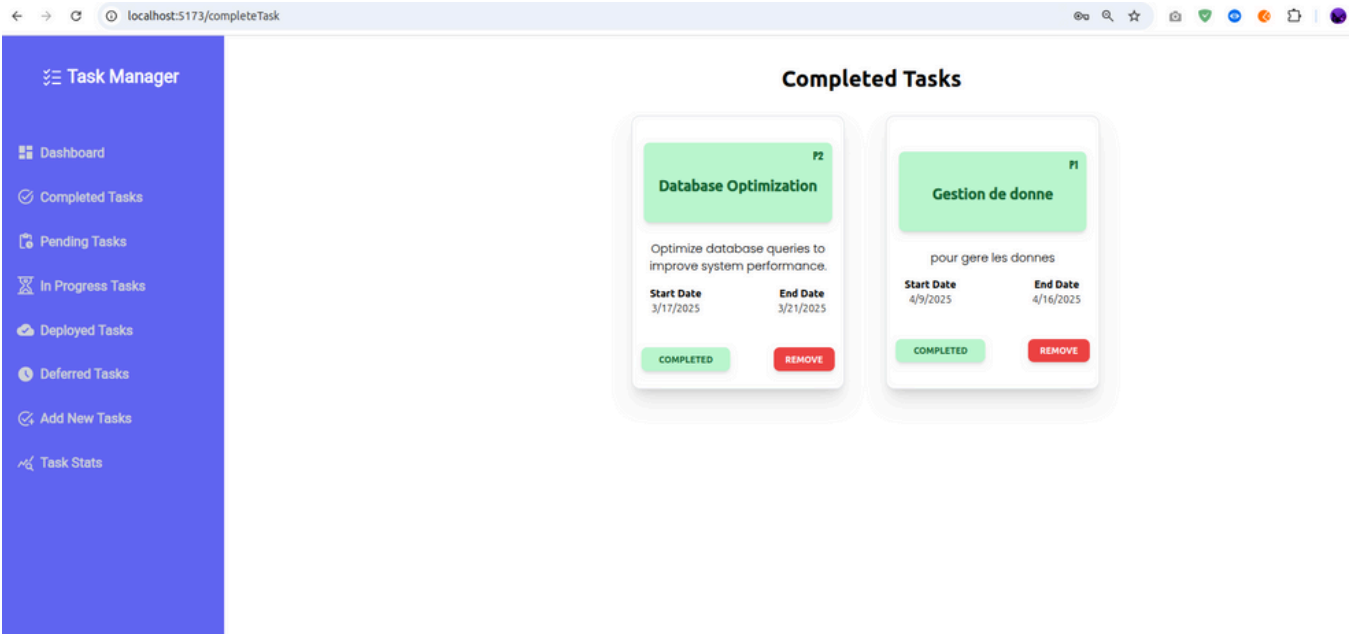 localhost:5173/completeTask
Task Manager
Dashboard
Completed Tasks
Pending Tasks
In Progress Tasks
Deployed Tasks
Deferred Tasks
Add New Tasks
Task Stats
Completed Tasks
P2
Database Optimization
Optimize database queries to
improve system performance.
Start Date End Date
3/17/2025 3/21/2025
COMPLETED REMOVE
P1
Gestion de donne
pour gere les donnes
Start Date End Date
4/9/2025 4/16/2025
COMPLETED REMOVE